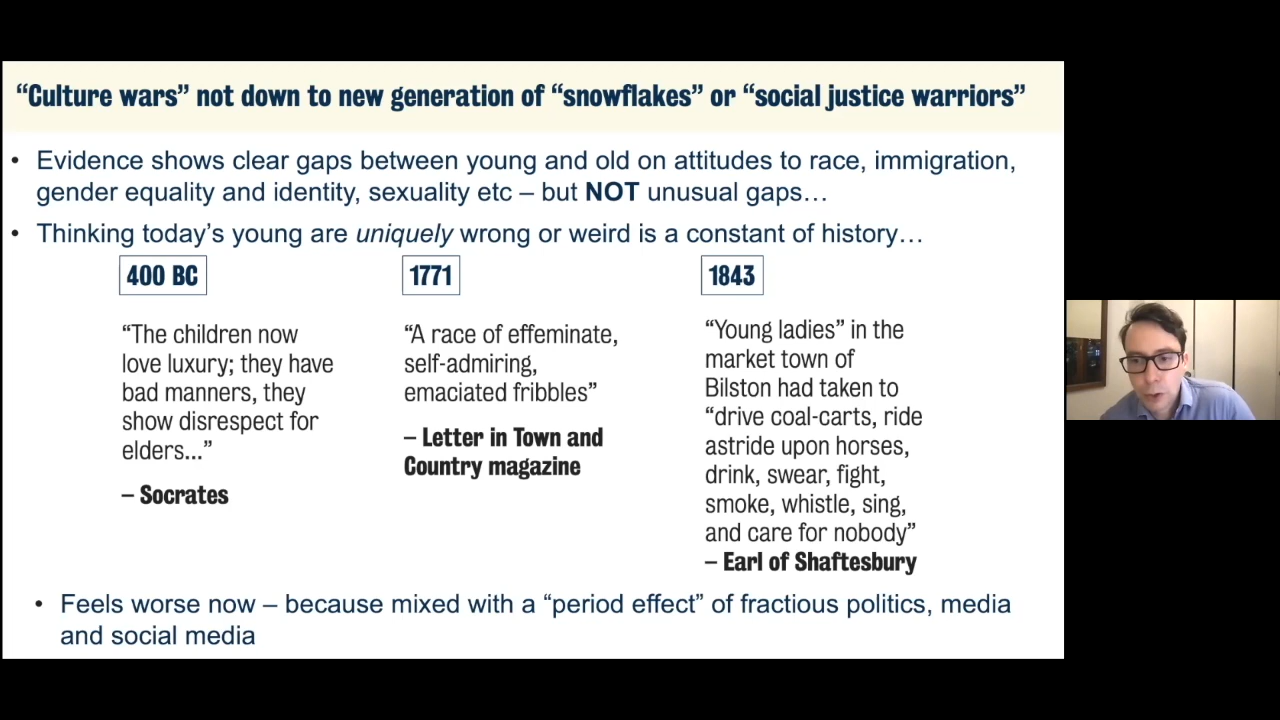 “Culture wars” not down to new generation of “snowflakes” or “social justice warriors”
• Evidence shows clear gaps between young and old on attitudes to race, immigration,
gender equality and identity, sexuality etc – but NOT unusual gaps…
• Thinking today’s young are uniquely wrong or weird is a constant of history…
400 BC
“The children now
love luxury; they have
bad manners, they
show disrespect for
elders...”
– Socrates
1771
“A race of effeminate,
self-admiring,
emaciated fribbles”
– Letter in Town and
Country magazine
1843
“Young ladies” in the
market town of
Bilston had taken to
“drive coal-carts, ride
astride upon horses,
drink, swear, fight,
smoke, whistle, sing,
and care for nobody”
– Earl of Shaftesbury
• Feels worse now – because mixed with a “period effect” of fractious politics, media
and social media